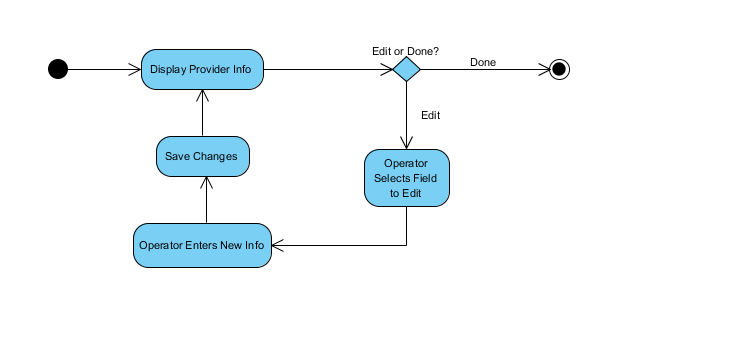 Edit or Done?
Display Provider Info
Done
Edit
Save Changes
Operator
Selects Field
to Edit
Operator Enters New Info